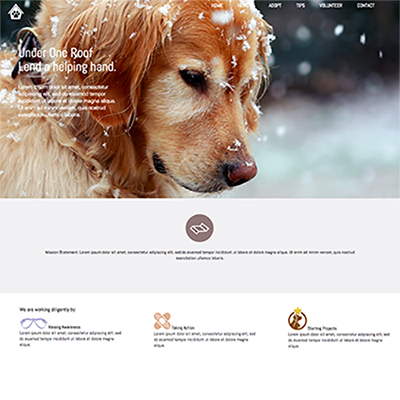 HOME ADOPT TIPS VOLUNTEER CONTACT
Under One Roof
Lend a helping hand.
Lorem ipsum dolor sit amet, consectetur
adipiscing elit, sed do eiusmod tempor
incididunt ut labore et dolore magna aliqua.
Ut enim ad minim veniam, quis nostrud
exercitation ullamco laboris.
Mission Statement: Lorem ipsum dolor sit amet, consectetur adipiscing elit, sed do eiusmod tempor incididunt ut labore et dolore magna aliqua. Ut enim ad minim veniam, quis nostrud
exercitation ullamco laboris.
We are working diligently by:
Raising Awareness
Lorem ipsum dolor sit amet, consectetur adipiscing elit, sed
do eiusmod tempor incididunt ut labore et dolore magna
aliqua.
Taking Action
Lorem ipsum dolor sit amet, consectetur adipiscing elit, sed
do eiusmod tempor incididunt ut labore et dolore magna
aliqua.
Starting Projects
Lorem ipsum dolor sit amet, consectetur adipiscing elit, sed
do eiusmod tempor incididunt ut labore et dolore magna
aliqua.